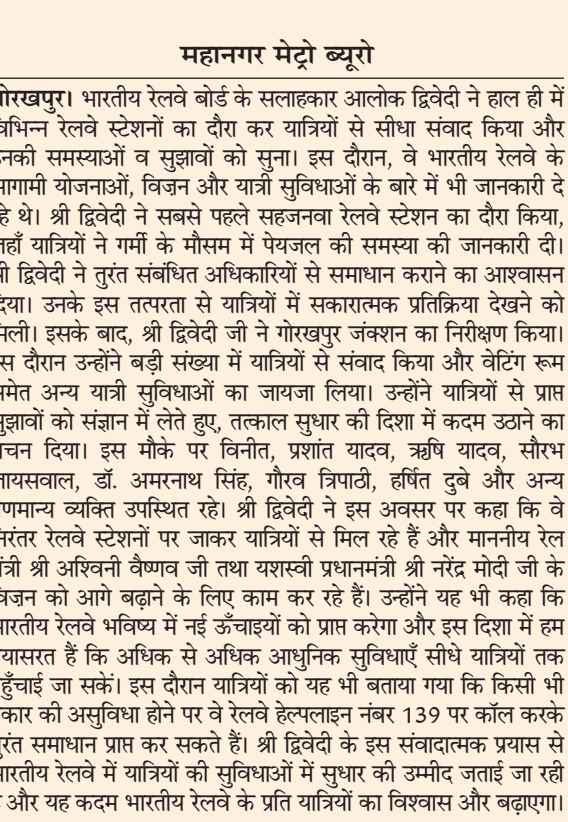 महानगर मेट्रो ब्यूरो
गोरखपुर। भारतीय रेलवे बोर्ड के सलाहकार आलोक द्विवेदी ने हाल ही में
विभिन्न रेलवे स्टेशनों का दौरा कर यात्रियों से सीधा संवाद किया और
उनकी समस्याओं व सुझावों को सुना। इस दौरान, वे भारतीय रेलवे के
आगामी योजनाओं, विज़न और यात्री सुविधाओं के बारे में भी जानकारी दे
रहे थे। श्री द्विवेदी ने सबसे पहले सहजनवा रेलवे स्टेशन का दौरा किया,
जहाँ यात्रियों ने गर्मी के मौसम में पेयजल की समस्या की जानकारी दी।
श्री द्विवेदी ने तुरंत संबंधित अधिकारियों से समाधान कराने का आश्वासन
दिया। उनके इस तत्परता से यात्रियों में सकारात्मक प्रतिक्रिया देखने को
मिली। इसके बाद, श्री द्विवेदी जी ने गोरखपुर जंक्शन का निरीक्षण किया।
इस दौरान उन्होंने बड़ी संख्या में यात्रियों से संवाद किया और वेटिंग रूम
समेत अन्य यात्री सुविधाओं का जायजा लिया। उन्होंने यात्रियों से प्राप्त
सुझावों को संज्ञान में लेते हुए, तत्काल सुधार की दिशा में कदम उठाने का
वचन दिया। इस मौके पर विनीत, प्रशांत यादव, ऋषि यादव, सौरभ
जायसवाल, डॉ. अमरनाथ सिंह, गौरव त्रिपाठी, हर्षित दुबे और अन्य
गणमान्य व्यक्ति उपस्थित रहे। श्री द्विवेदी ने इस अवसर पर कहा कि वे
निरंतर रेलवे स्टेशनों पर जाकर यात्रियों से मिल रहे हैं और माननीय रेल
मंत्री श्री अश्विनी वैष्णव जी तथा यशस्वी प्रधानमंत्री श्री नरेंद्र मोदी जी के
विज़न को आगे बढ़ाने के लिए काम कर रहे हैं। उन्होंने यह भी कहा कि
भारतीय रेलवे भविष्य में नई ऊँचाइयों को प्राप्त करेगा और इस दिशा में हम
प्रयासरत हैं कि अधिक से अधिक आधुनिक सुविधाएँ सीधे यात्रियों तक
पहुँचाई जा सकें। इस दौरान यात्रियों को यह भी बताया गया कि किसी भी
प्रकार की असुविधा होने पर वे रेलवे हेल्पलाइन नंबर 139 पर कॉल करके
तुरंत समाधान प्राप्त कर सकते हैं। श्री द्विवेदी के इस संवादात्मक प्रयास से
भारतीय रेलवे में यात्रियों की सुविधाओं में सुधार की उम्मीद जताई जा रही
है और यह कदम भारतीय रेलवे के प्रति यात्रियों का विश्वास और बढ़ाएगा।